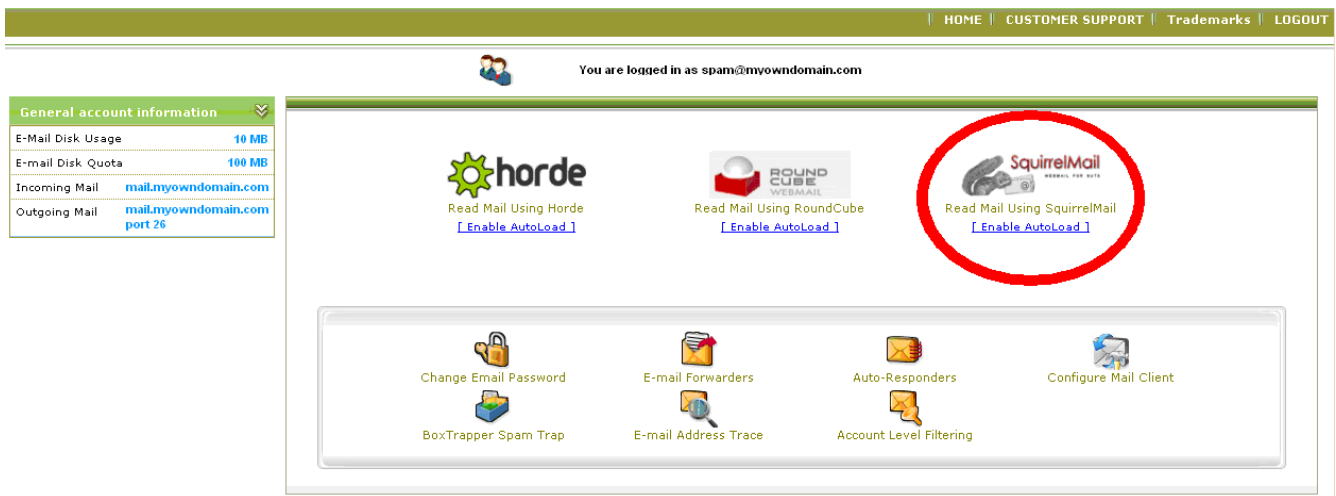 HOME CUSTOMER SUPPORT Trademarks LOGOUT
You are logged in as spam@myowndomain.com
General account information
E-Mail Disk Usage 10 MB
E-mail Disk Quota 100 MB
Incoming Mail mail.myowndomain.com
Outgoing Mail mail.myowndomain.com
port 26
horde
Read Mail Using Horde
[ Enable AutoLoad ]
ROUND
CUBE
WEBMAIL
Read Mail Using RoundCube
[ Enable AutoLoad ]
SquirrelMail
WEBMAIL FOR NUTS
@
Read Mail Using SquirrelMail
[ Enable AutoLoad ]
Change Email Password E-mail Forwarders Auto-Responders Configure Mail Client
BoxTrapper Spam Trap E-mail Address Trace Account Level Filtering